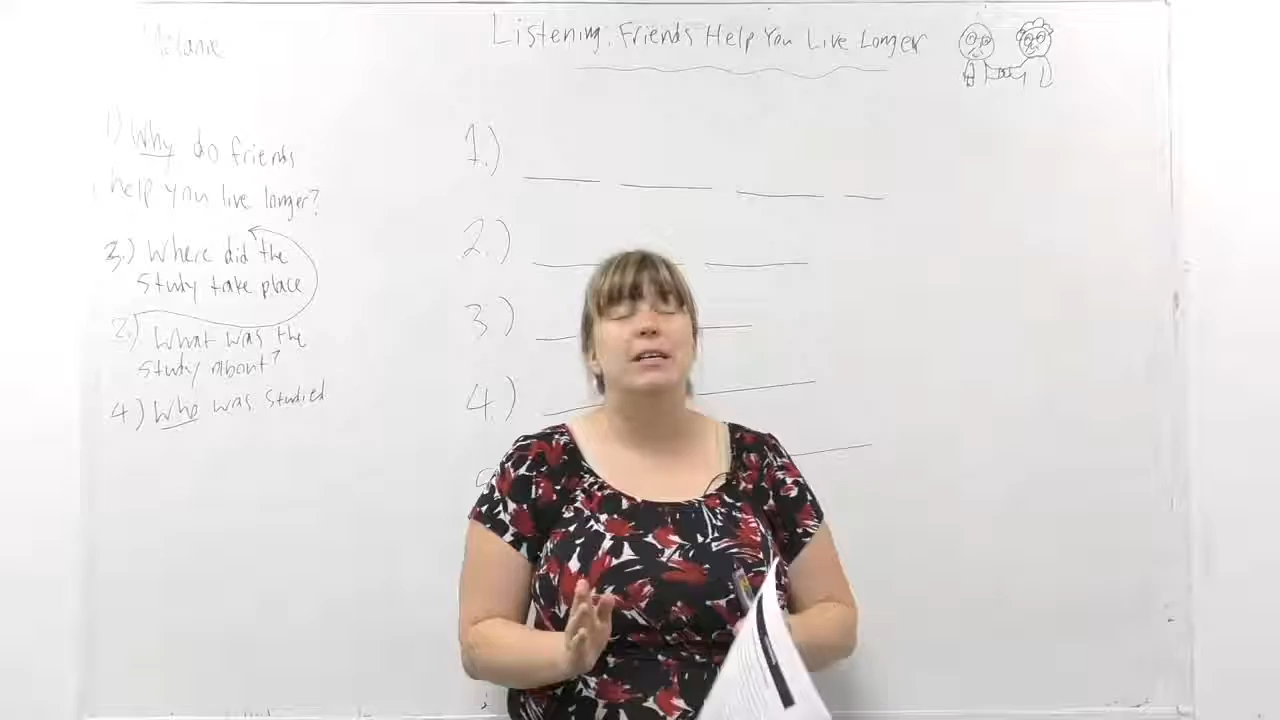 Melanie
Listening: Friends Help You Live Longer
1) Why do friends
help you live longer?
3.) Where did the
study take place
2.) What was the
study about?
4) Who was studied
1.)
2.)
3)
4.)